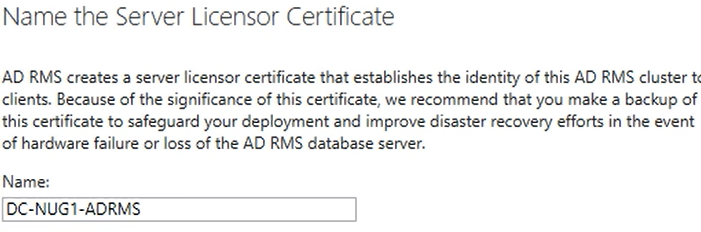 Name the Server Licensor Certificate
AD RMS creates a server licensor certificate that establishes the identity of this AD RMS cluster to
clients. Because of the significance of this certificate, we recommend that you make a backup of
this certificate to safeguard your deployment and improve disaster recovery efforts in the event
of hardware failure or loss of the AD RMS database server.
Name:
DC-NUG1-ADRMS